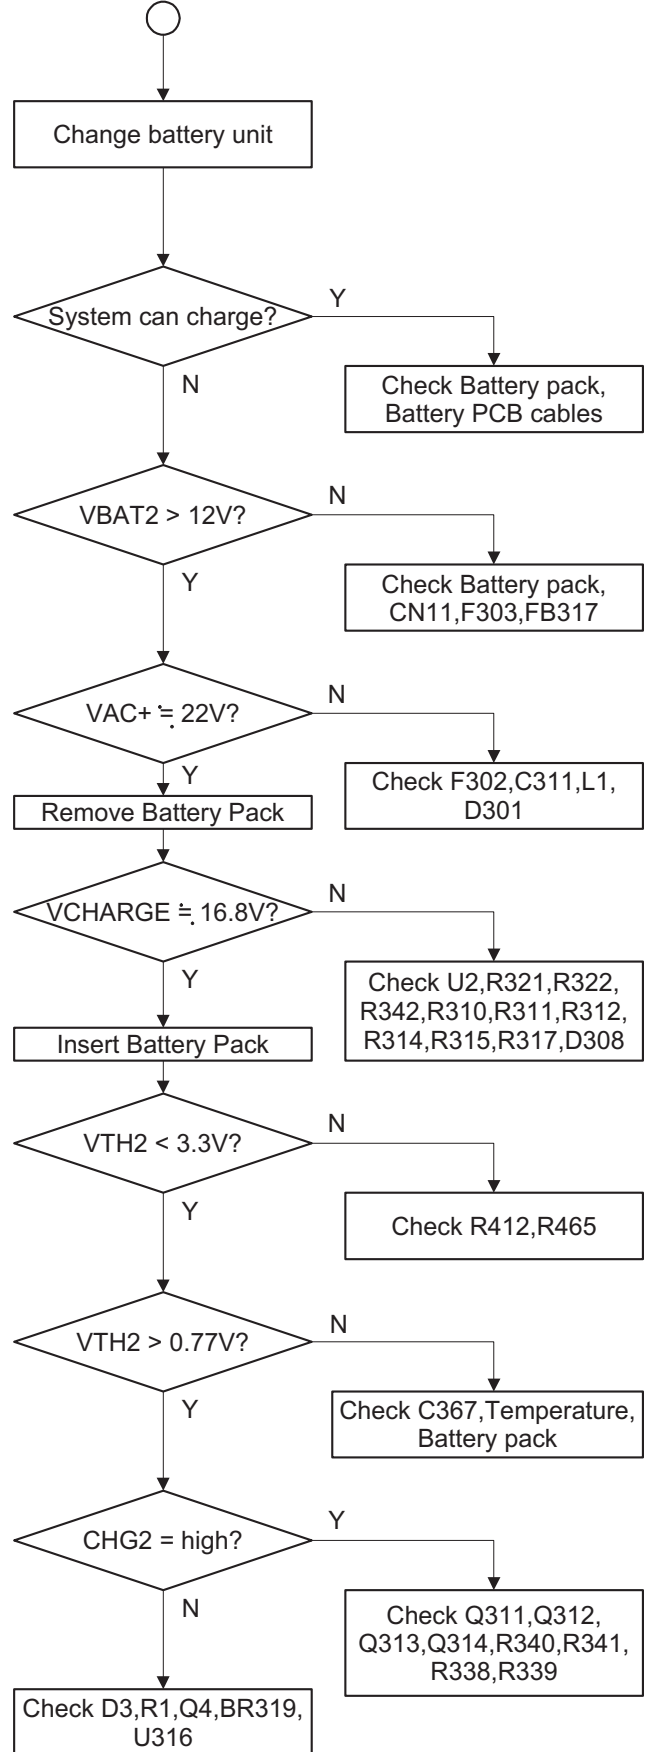 Change battery unit
System can charge?
Y
N
Check Battery pack,
Battery PCB cables
VBAT2 > 12V?
N
Y
Check Battery pack,
CN11,F303,FB317
VAC+ ≒ 22V?
N
Y
Check F302,C311,L1,
D301
Remove Battery Pack
VCHARGE ≒ 16.8V?
N
Y
Check U2,R321,R322,
R342,R310,R311,R312,
R314,R315,R317,D308
Insert Battery Pack
VTH2 < 3.3V?
N
Y
Check R412,R465
VTH2 > 0.77V?
N
Y
Check C367,Temperature,
Battery pack
CHG2 = high?
Y
N
Check Q311,Q312,
Q313,Q314,R340,R341,
R338,R339
Check D3,R1,Q4,BR319,
U316